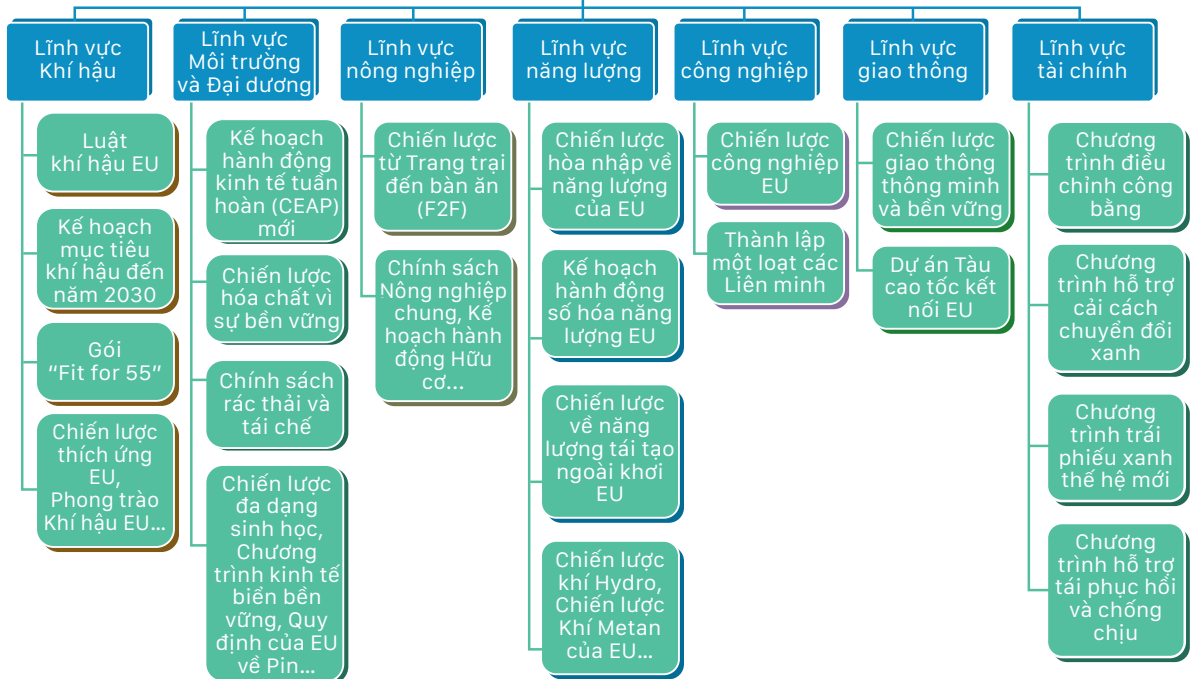 Lĩnh vực
Khí hậu
Luật
khí hậu EU
Kế hoạch
mục tiêu
khí hậu đến
năm 2030
Gói
“Fit for 55”
Chiến lược
thích ứng
EU,
Phong trào
Khí hậu EU...
Lĩnh vực
Môi trường
và Đại dương
Kế hoạch
hành động
kinh tế tuần
hoàn (CEAP)
mới
Chiến lược
hóa chất vì
sự bền vững
Chính sách
rác thải và
tái chế
Chiến lược
đa dạng
sinh học,
Chương
trình kinh tế
biển bền
vững, Quy
định của EU
về Pin...
Lĩnh vực
nông nghiệp
Chiến lược
từ Trang trại
đến bàn ăn
(F2F)
Chính sách
Nông nghiệp
chung, Kế
hoạch hành
động Hữu
cơ...
Lĩnh vực
năng lượng
Chiến lược
hòa nhập về
năng lượng
của EU
Kế hoạch
hành động
số hóa năng
lượng EU
Chiến lược
về năng
lượng tái tạo
ngoài khơi
EU
Chiến lược
khí Hydro,
Chiến lược
Khí Metan
của EU...
Lĩnh vực
công nghiệp
Chiến lược
công nghiệp
EU
Thành lập
một loạt các
Liên minh
Lĩnh vực
giao thông
Chiến lược
giao thông
thông minh
và bền vững
Dự án Tàu
cao tốc kết
nối EU
Lĩnh vực
tài chính
Chương
trình điều
chỉnh công
bằng
Chương
trình hỗ trợ
cải cách
chuyển đổi
xanh
Chương
trình trái
phiếu xanh
thế hệ mới
Chương
trình hỗ trợ
tái phục hồi
và chống
chịu